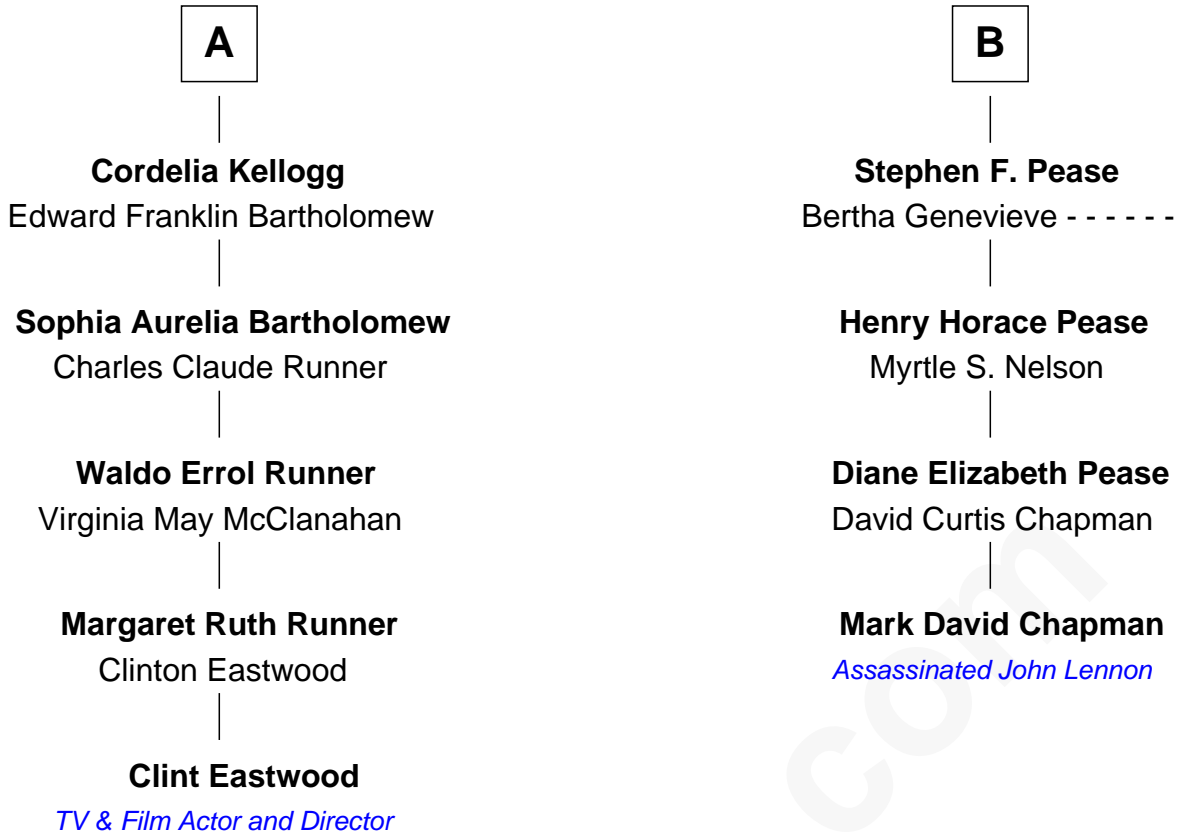 A
Cordelia Kellogg
Edward Franklin Bartholomew
Sophia Aurelia Bartholomew
Charles Claude Runner
Waldo Errol Runner
Virginia May McClanahan
Margaret Ruth Runner
Clinton Eastwood
Clint Eastwood
TV & Film Actor and Director
B
Stephen F. Pease
Bertha Genevieve - - - - - -
Henry Horace Pease
Myrtle S. Nelson
Diane Elizabeth Pease
David Curtis Chapman
Mark David Chapman
Assassinated John Lennon
com